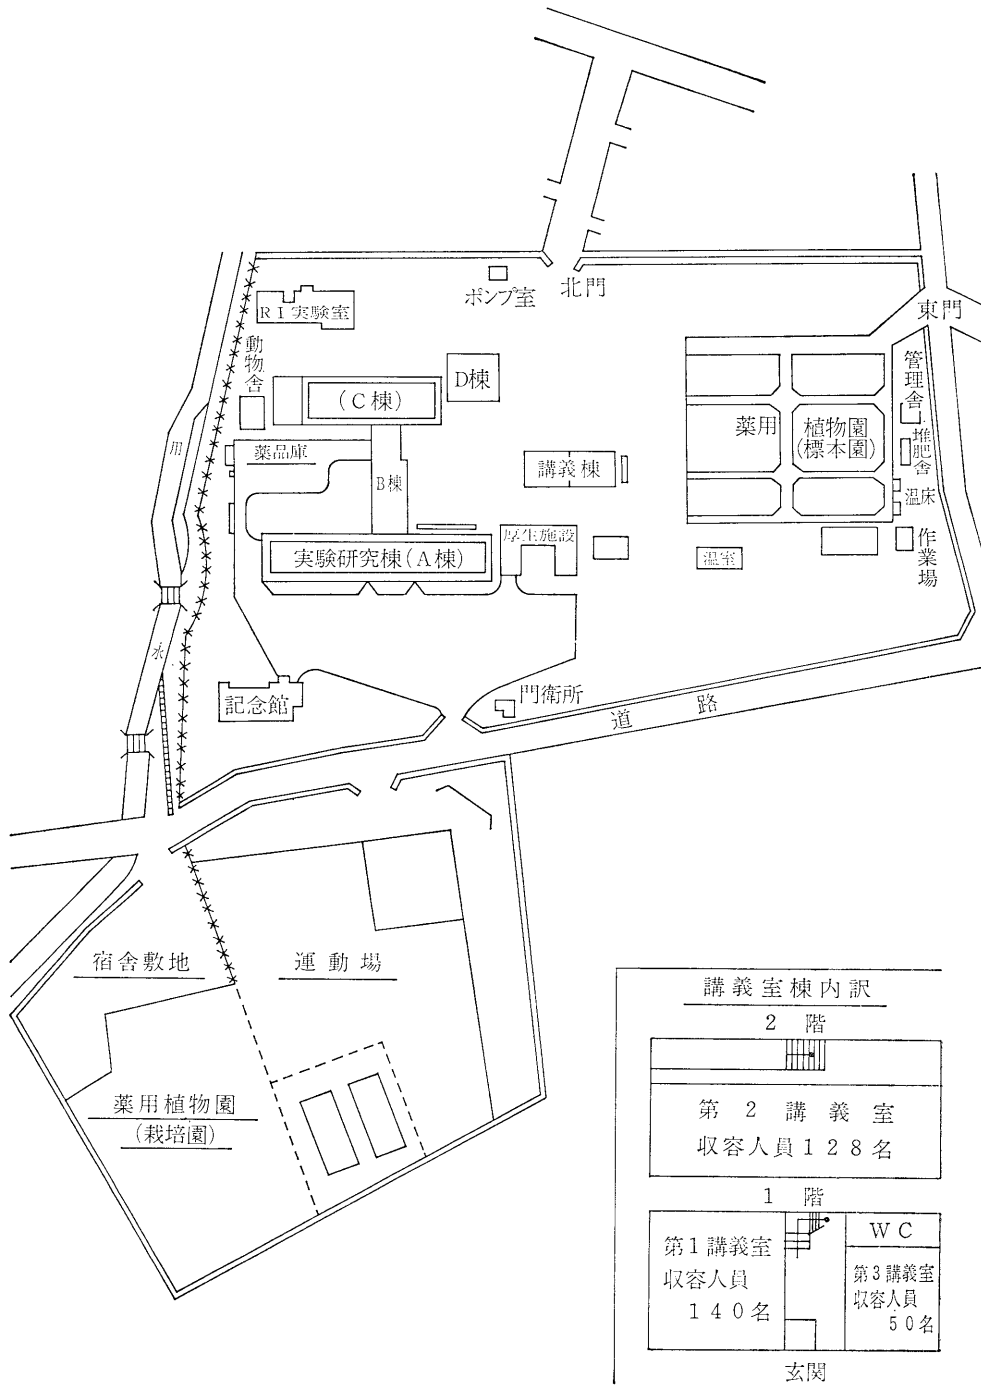 北門
ポンプ室
東門
RI実験室
動物舎
D棟
(C棟)
管理舎
薬用
植物園
(標本園)
堆肥舎
薬品庫
講義棟
B棟
温床
用
厚生施設
作業場
実験研究棟(A棟)
温室
水
記念館
門衛所
道路
宿舎敷地
運動場
薬用植物園
(栽培園)
講義室棟内訳
2 階
第2講義室
収容人員128名
1 階
第1講義室
収容人員
140名
WC
第3講義室
収容人員
50名
玄関